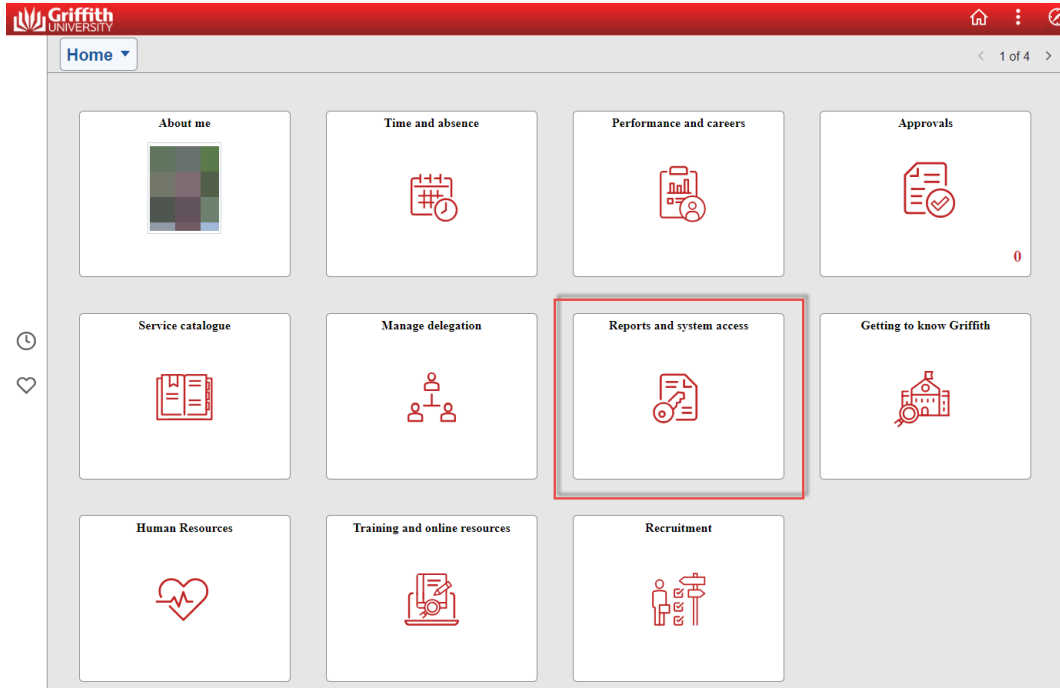 Griffith
UNIVERSITY
Home
1 of 4
About me
Time and absence
Performance and careers
Approvals
0
Service catalogue
Manage delegation
Reports and system access
Getting to know Griffith
Human Resources
Training and online resources
Recruitment